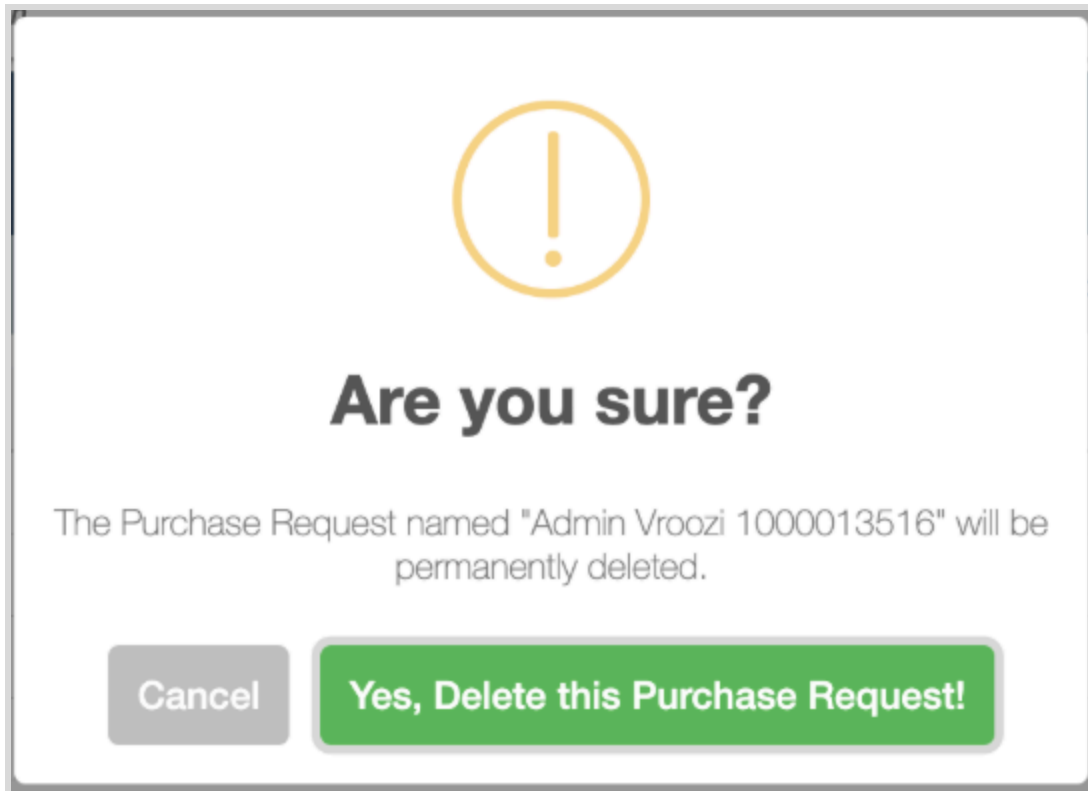 Are you sure?
The Purchase Request named "Admin Vroozi 1000013516" will be
permanently deleted.
Cancel
Yes, Delete this Purchase Request!